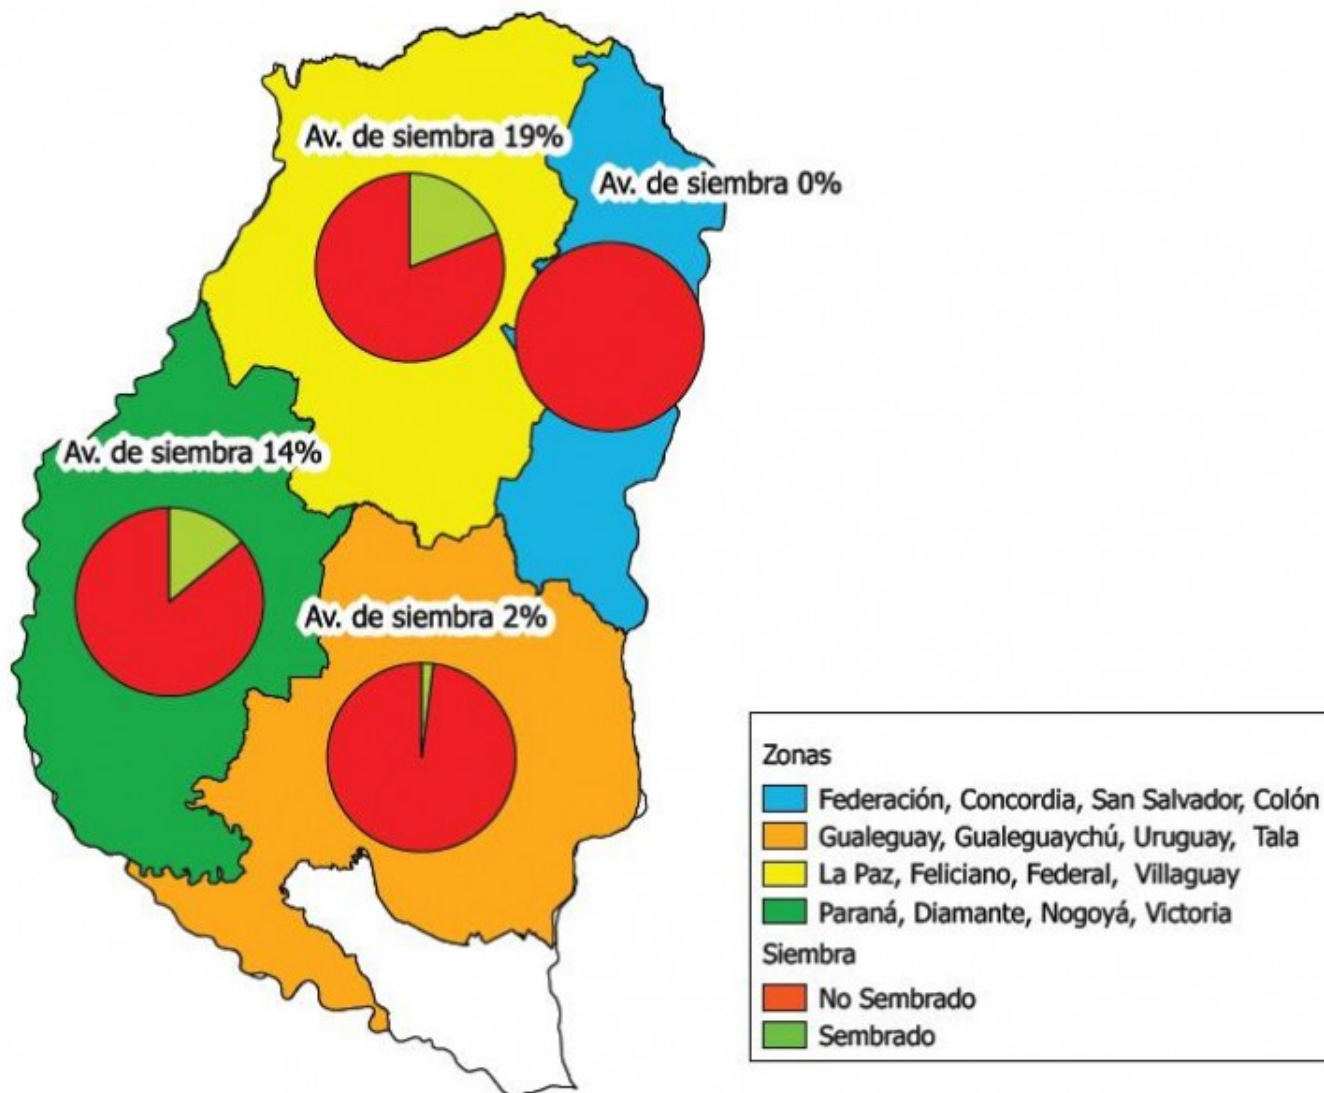 Av. de siembra 19%
Av. de siembra 0%
Av. de siembra 14%
Av. de siembra 2%
Zonas
Federación, Concordia, San Salvador, Colón
Gualeguay, Gualeguaychú, Uruguay, Tala
La Paz, Feliciano, Federal, Villaguay
Paraná, Diamante, Nogoyá, Victoria
Siembra
No Sembrado
Sembrado